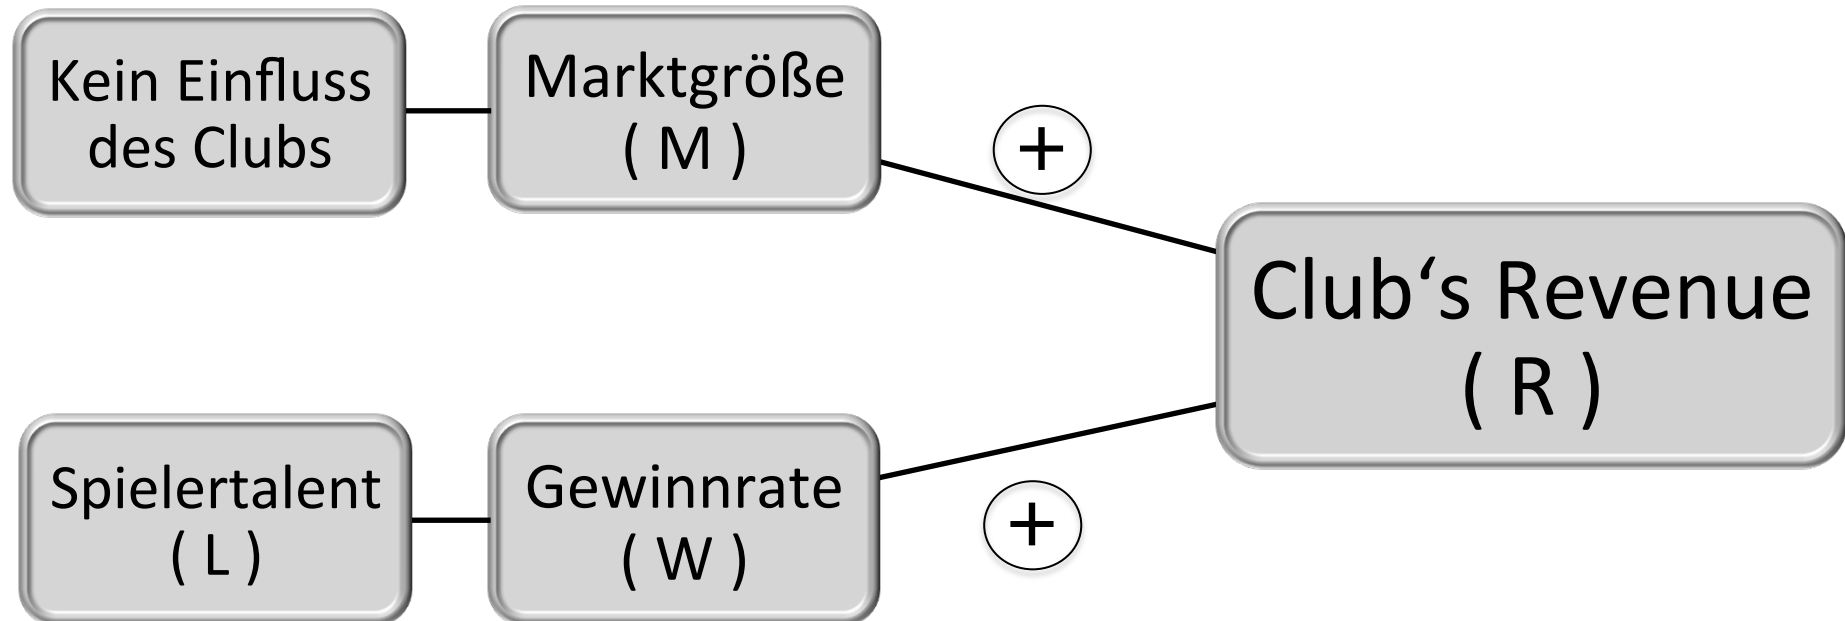 Kein Einfluss
des Clubs
Marktgröße
( M )
+
Club‘s Revenue
( R )
Spielertalent
( L )
Gewinnrate
( W )
+